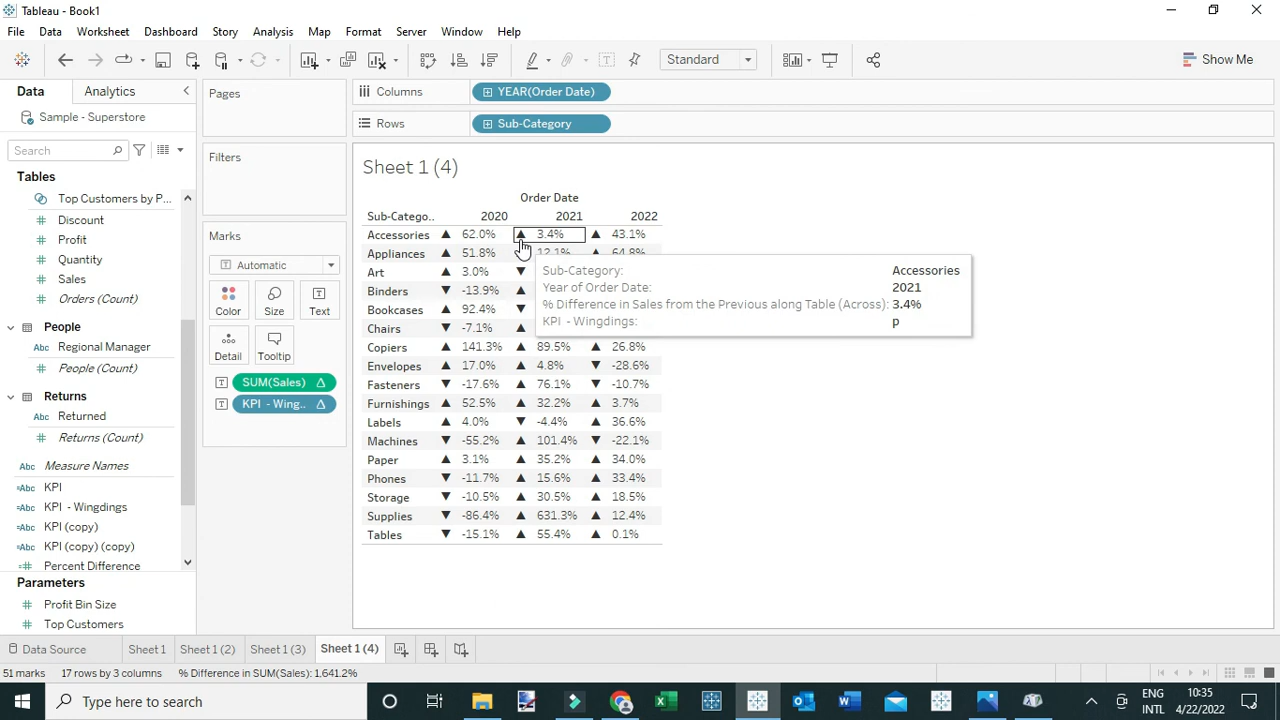 Tableau - Book1
File Data Worksheet Dashboard Story Analysis Map Format Server Window Help
Standard
Show Me
Data Analytics
Sample - Superstore
Search
Tables
Top Customers by P...
Discount
Profit
Quantity
Sales
Orders (Count)
People
Regional Manager
People (Count)
Returns
Abc Returned
Returns (Count)
Abc Measure Names
=Abc KPI
=Abc KPI - Wingdings
=Abc KPI (copy)
=Abc KPI (copy) (copy)
=Abc Percent Difference
Parameters
Profit Bin Size
Top Customers
Pages
Filters
Marks
Automatic
Color Size Text
Detail Tooltip
SUM(Sales)
KPI - Wing..
Columns YEAR(Order Date)
Rows Sub-Category
Sheet 1 (4)
Order Date
Sub-Catego.. 2020 2021 2022
Accessories ▲ 62.0% ▲ 3.4% ▲ 43.1%
Appliances ▲ 51.8% 12.1% 64.8%
Art ▲ 3.0% ▼
Binders ▼ -13.9% ▲
Bookcases ▲ 92.4% ▼
Chairs ▼ -7.1% ▲
Copiers ▲ 141.3% ▲ 89.5% ▲ 26.8%
Envelopes ▲ 17.0% ▲ 4.8% ▼ -28.6%
Fasteners ▼ -17.6% ▲ 76.1% ▼ -10.7%
Furnishings ▲ 52.5% ▲ 32.2% ▲ 3.7%
Labels ▲ 4.0% ▼ -4.4% ▲ 36.6%
Machines ▼ -55.2% ▲ 101.4% ▼ -22.1%
Paper ▲ 3.1% ▲ 35.2% ▲ 34.0%
Phones ▼ -11.7% ▲ 15.6% ▲ 33.4%
Storage ▼ -10.5% ▲ 30.5% ▲ 18.5%
Supplies ▼ -86.4% ▲ 631.3% ▲ 12.4%
Tables ▼ -15.1% ▲ 55.4% ▲ 0.1%
Sub-Category: Accessories
Year of Order Date: 2021
% Difference in Sales from the Previous along Table (Across): 3.4%
KPI - Wingdings: p
Data Source Sheet 1 Sheet 1 (2) Sheet 1 (3) Sheet 1 (4)
51 marks 17 rows by 3 columns % Difference in SUM(Sales): 1,641.2%
Type here to search
ENG 10:35
INTL 4/22/2022